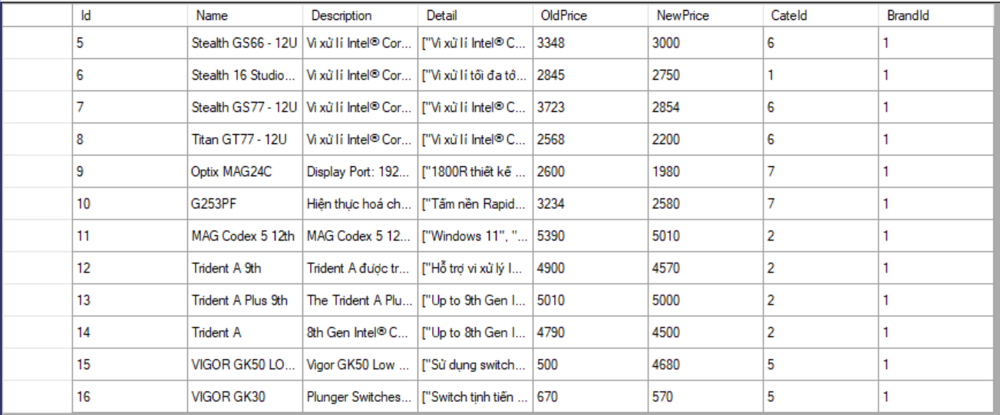 Id Name Description Detail OldPrice NewPrice CateId BrandId
5 Stealth GS66 - 12U Vi xử lí Intel® Cor... ["Vi xử lí Intel® C... 3348 3000 6 1
6 Stealth 16 Studio... Vi xử lí Intel® Cor... ["Vi xử lí tối đa tớ... 2845 2750 1 1
7 Stealth GS77 - 12U Vi xử lí Intel® Cor... ["Vi xử lí Intel® C... 3723 2854 6 1
8 Titan GT77 - 12U Vi xử lí Intel® Cor... ["Vi xử lí Intel® C... 2568 2200 6 1
9 Optix MAG24C Display Port: 192... ["1800R thiết kế ... 2600 1980 7 1
10 G253PF Hiện thực hoá ch... ["Tấm nền Rapid... 3234 2580 7 1
11 MAG Codex 5 12th MAG Codex 5 12... ["Windows 11", "... 5390 5010 2 1
12 Trident A 9th Trident A được tr... ["Hỗ trợ vi xử lý I... 4900 4570 2 1
13 Trident A Plus 9th The Trident A Plu... ["Up to 9th Gen I... 5010 5000 2 1
14 Trident A 8th Gen Intel® C... ["Up to 8th Gen I... 4790 4500 2 1
15 VIGOR GK50 LO... Vigor GK50 Low ... ["Sử dụng switch... 500 4680 5 1
16 VIGOR GK30 Plunger Switches... ["Switch tịnh tiến ... 670 570 5 1